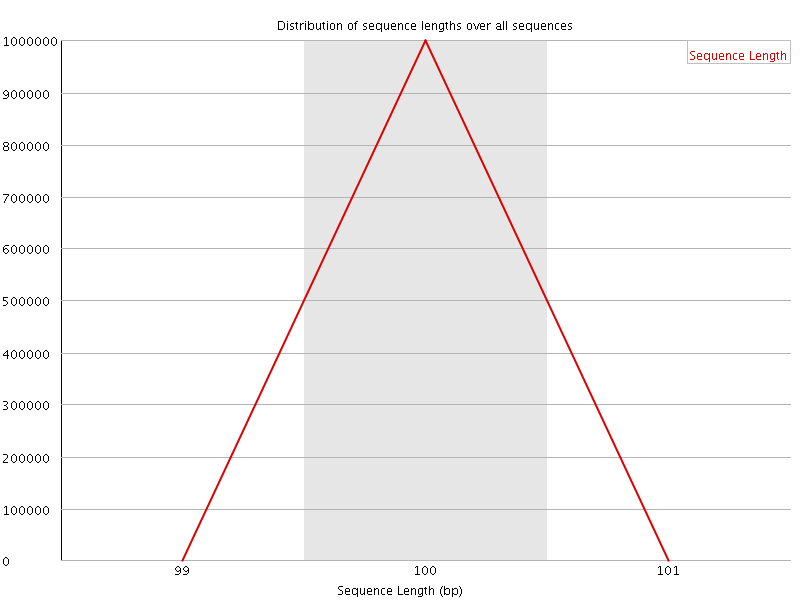 Distribution of sequence lengths over all sequences
Sequence Length
1000000
900000
800000
700000
600000
500000
400000
300000
200000
100000
0
99 100 101
Sequence Length (bp)